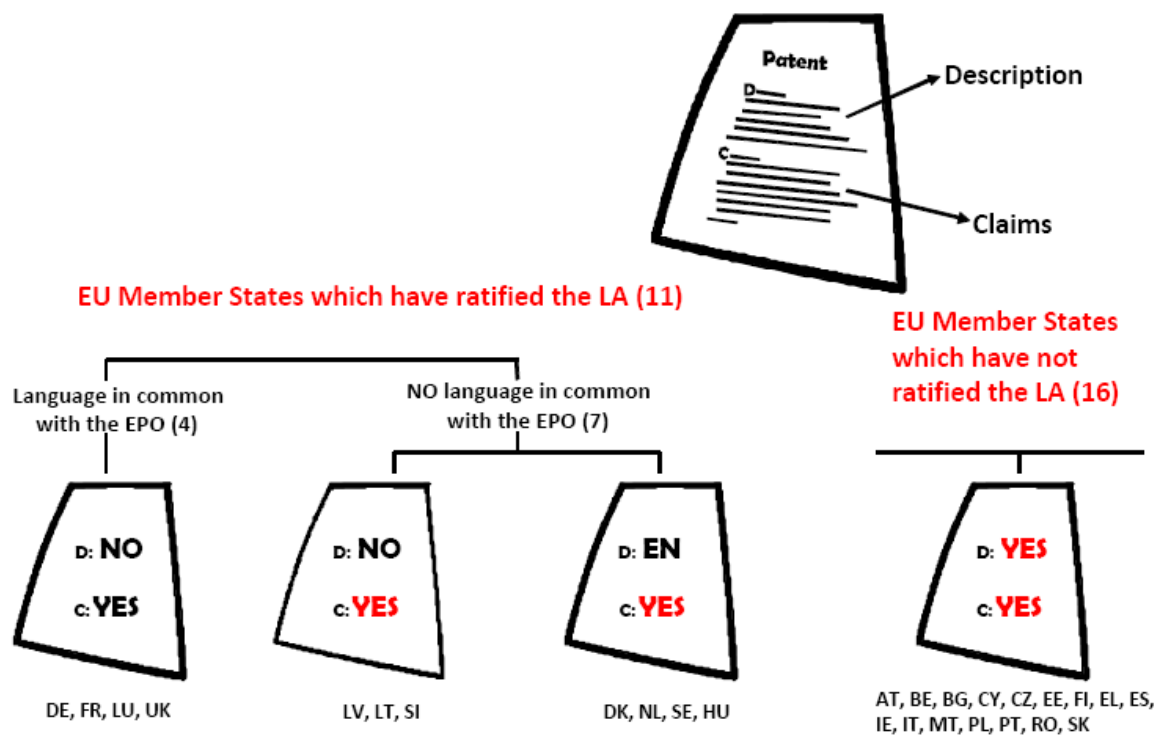 Patent
D
Description
C
Claims
EU Member States which have ratified the LA (11)
EU Member States
which have not
ratified the LA (16)
Language in common
with the EPO (4)
NO language in common
with the EPO (7)
D: NO
C: YES
D: NO
C: YES
D: EN
C: YES
D: YES
C: YES
DE, FR, LU, UK
LV, LT, SI
DK, NL, SE, HU
AT, BE, BG, CY, CZ, EE, FI, EL, ES,
IE, IT, MT, PL, PT, RO, SK